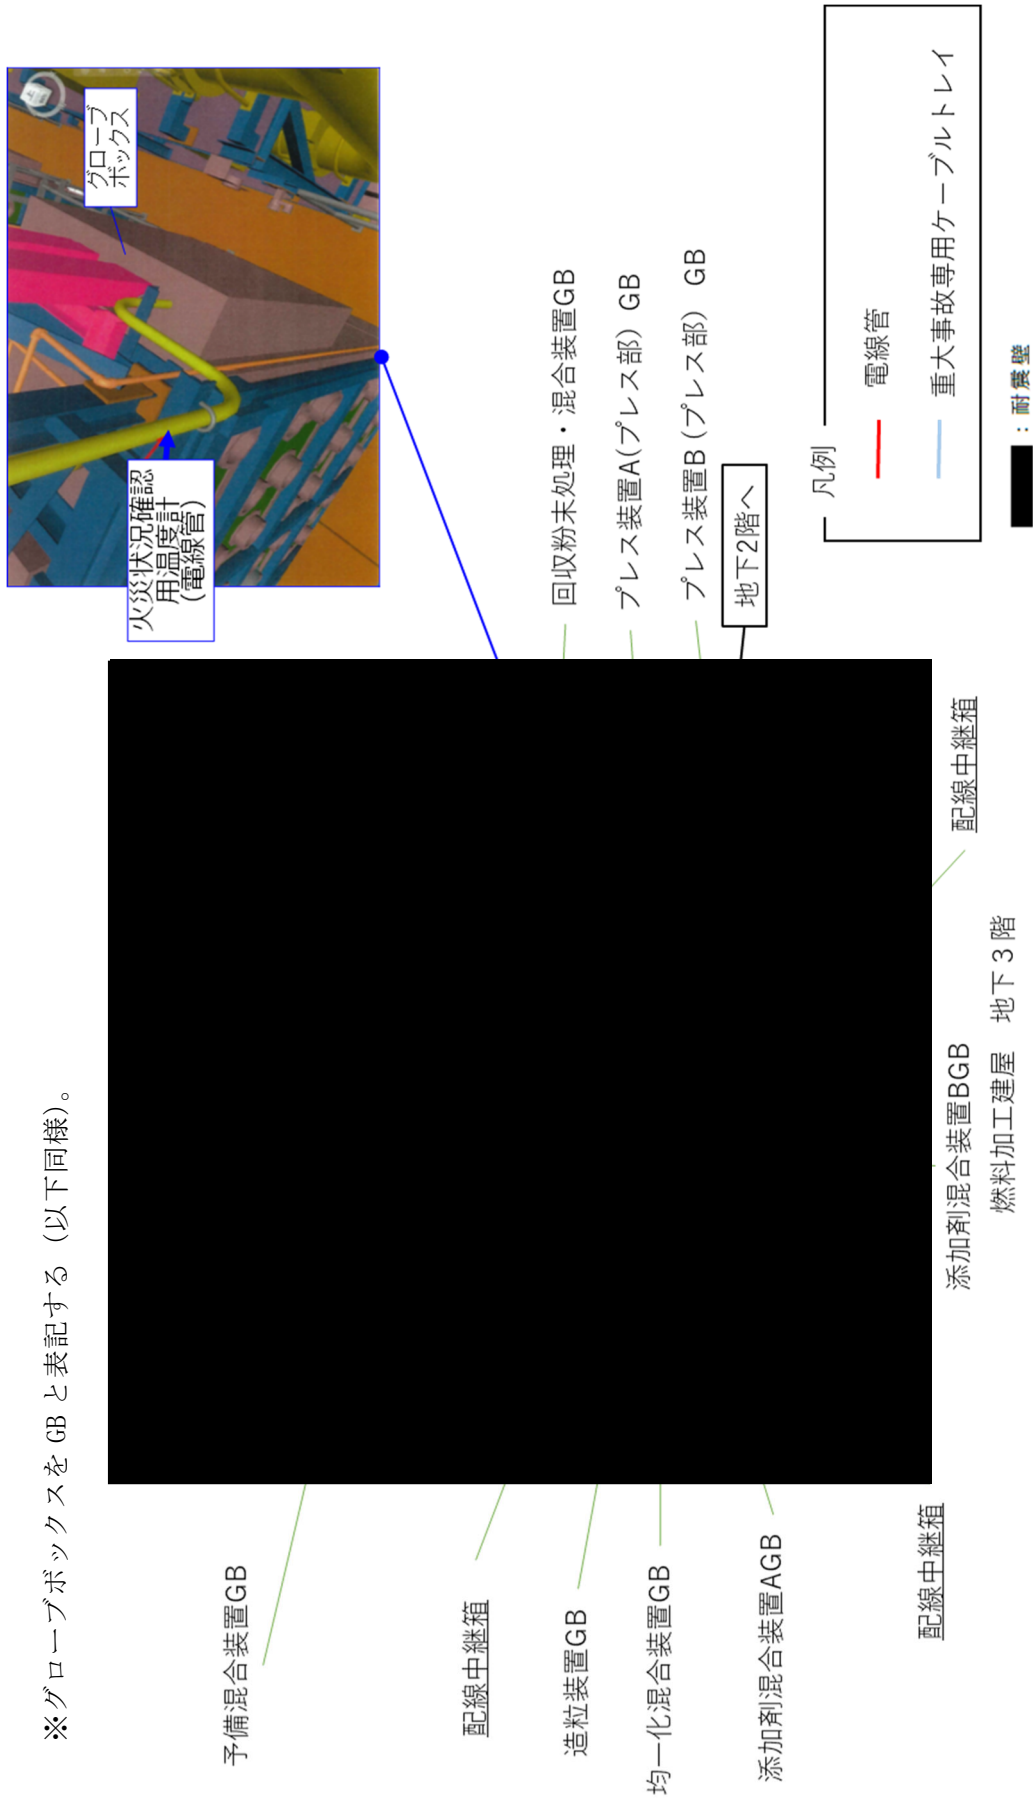 ※グローブボックスを GB と表記する（以下同様）。
グローブ
ボックス
火災状況確認
用温度計
(電線管)
予備混合装置GB
配線中継箱
造粒装置GB
均一化混合装置GB
添加剤混合装置AGB
配線中継箱
回収粉末処理・混合装置GB
プレス装置A(プレス部）GB
プレス装置B (プレス部） GB
地下2階へ
配線中継箱
添加剤混合装置BGB
燃料加工建屋 地下３階
凡例
電線管
重大事故専用ケーブルトレイ
：耐震壁